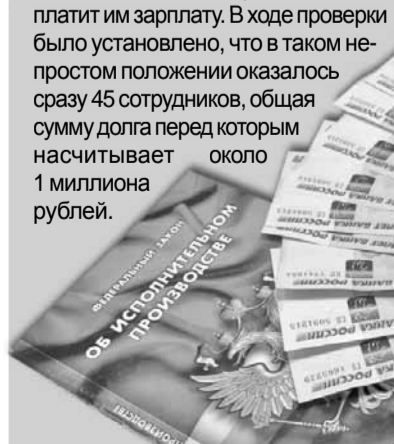 платит им зарплату. В ходе проверки
было установлено, что в таком не-
простом положении оказалось
сразу 45 сотрудников, общая
сумму долга перед которым
насчитывает около
1 миллиона
рублей.
ФЕДЕРАЛЬНЫЙ ЗАКОН
ОБ ИСПОЛНИТЕЛЬНОМ
ПРОИЗВОДСТВЕ